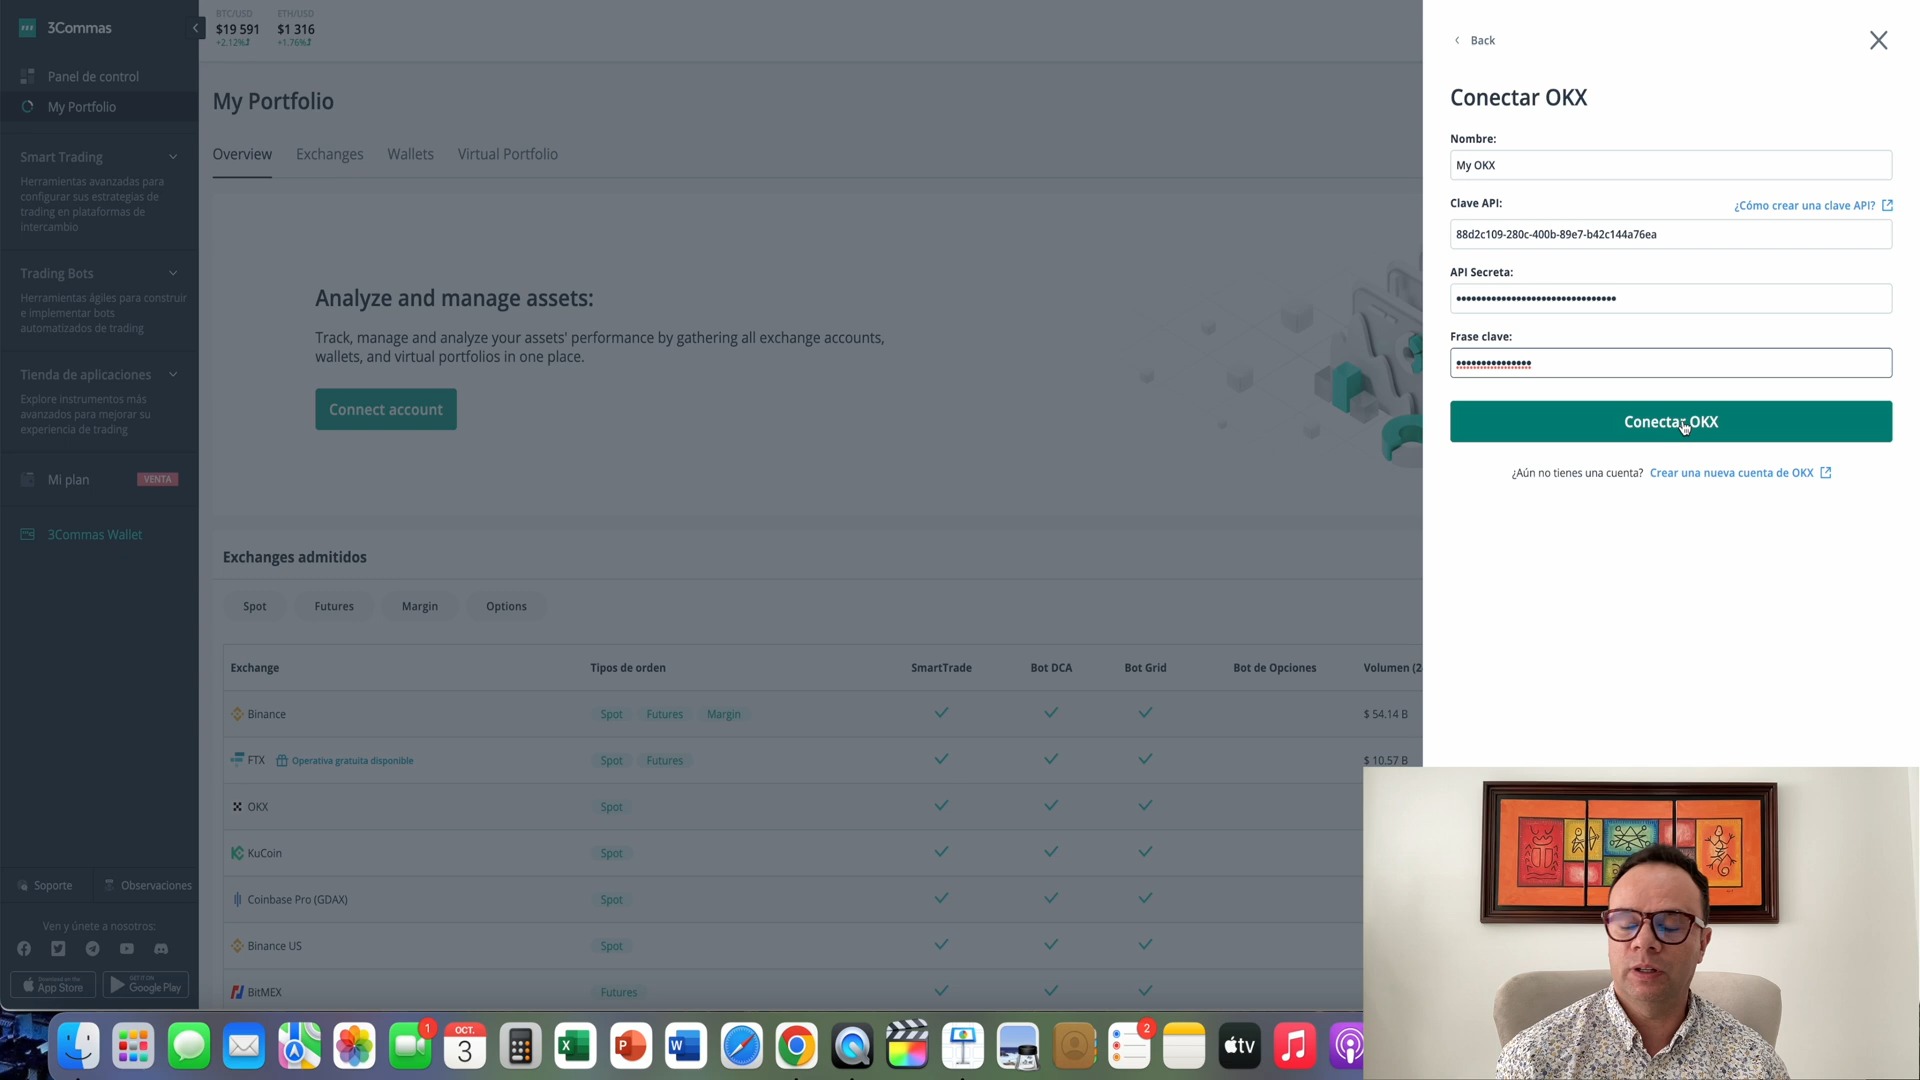 3Commas
BTC/USD
$19 591
+2.12%
ETH/USD
$1 316
+1.76%
Panel de control
My Portfolio
Smart Trading
Herramientas avanzadas para
configurar sus estrategias de
trading en plataformas de
intercambio
Trading Bots
Herramientas ágiles para construir
e implementar bots
automatizados de trading
Tienda de aplicaciones
Explore instrumentos más
avanzados para mejorar su
experiencia de trading
Mi plan VENTA
3Commas Wallet
Soporte Observaciones
Ven y únete a nosotros:
Download on the
App Store
GET IT ON
Google Play
My Portfolio
Overview Exchanges Wallets Virtual Portfolio
Analyze and manage assets:
Track, manage and analyze your assets' performance by gathering all exchange accounts,
wallets, and virtual portfolios in one place.
Connect account
Exchanges admitidos
Spot Futures Margin Options
Exchange Tipos de orden SmartTrade Bot DCA Bot Grid Bot de Opciones Volumen (2
Binance Spot Futures Margin $ 54.14 B
FTX Operativa gratuita disponible Spot Futures $ 10.57 B
OKX Spot
KuCoin Spot
Coinbase Pro (GDAX) Spot
Binance US Spot
BitMEX Futures
Back
Conectar OKX
Nombre:
My OKX
Clave API: ¿Cómo crear una clave API?
88d2c109-280c-400b-89e7-b42c144a76ea
API Secreta:
••••••••••••••••••••••••••••••••
Frase clave:
•••••••••••••••
Conectar OKX
¿Aún no tienes una cuenta? Crear una nueva cuenta de OKX
1
OCT.
3
2
tv